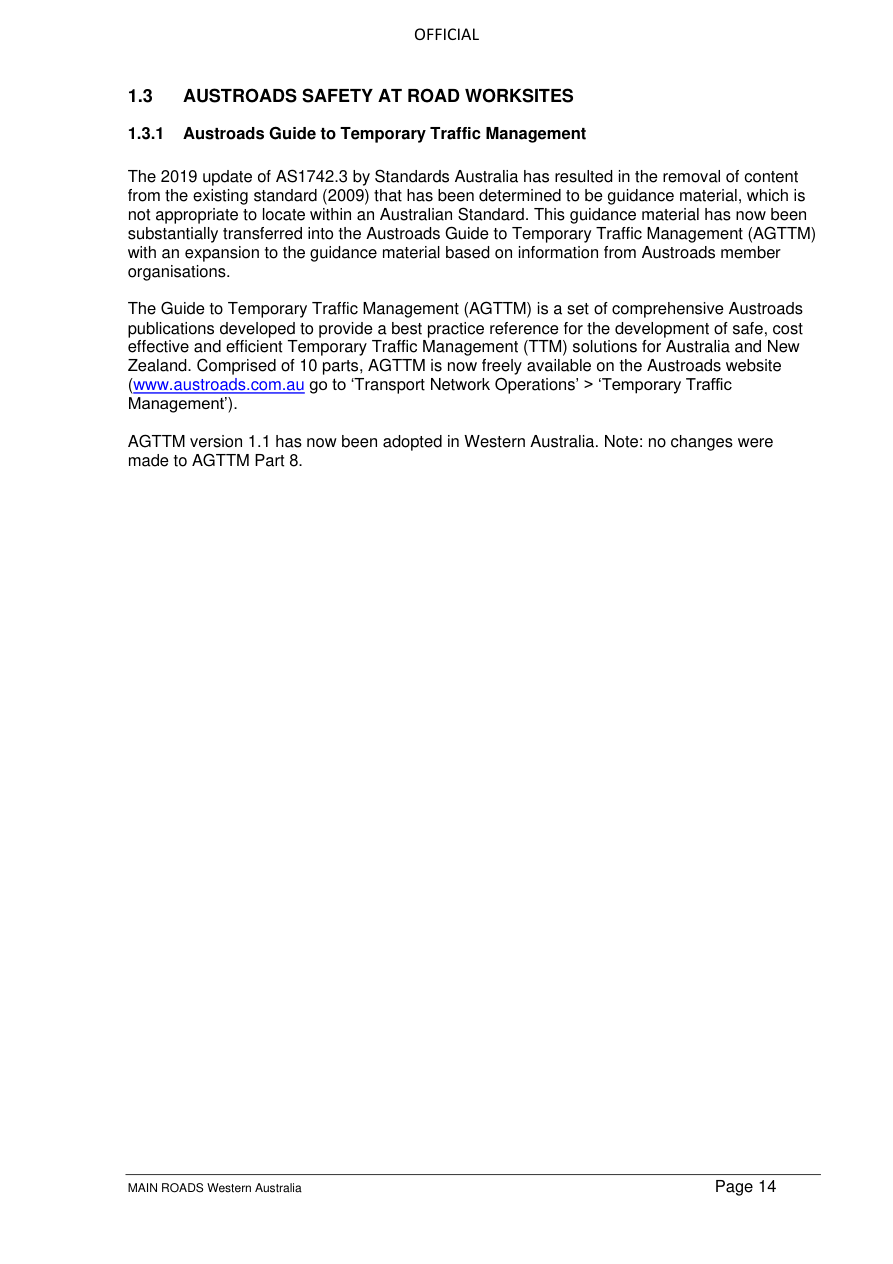 OFFICIAL
1.3 AUSTROADS SAFETY AT ROAD WORKSITES
1.3.1 Austroads Guide to Temporary Traffic Management
The 2019 update of AS1742.3 by Standards Australia has resulted in the removal of content
from the existing standard (2009) that has been determined to be guidance material, which is
not appropriate to locate within an Australian Standard. This guidance material has now been
substantially transferred into the Austroads Guide to Temporary Traffic Management (AGTTM)
with an expansion to the guidance material based on information from Austroads member
organisations.
The Guide to Temporary Traffic Management (AGTTM) is a set of comprehensive Austroads
publications developed to provide a best practice reference for the development of safe, cost
effective and efficient Temporary Traffic Management (TTM) solutions for Australia and New
Zealand. Comprised of 10 parts, AGTTM is now freely available on the Austroads website
(www.austroads.com.au go to ‘Transport Network Operations’ > ‘Temporary Traffic
Management’).
AGTTM version 1.1 has now been adopted in Western Australia. Note: no changes were
made to AGTTM Part 8.
MAIN ROADS Western Australia Page 14